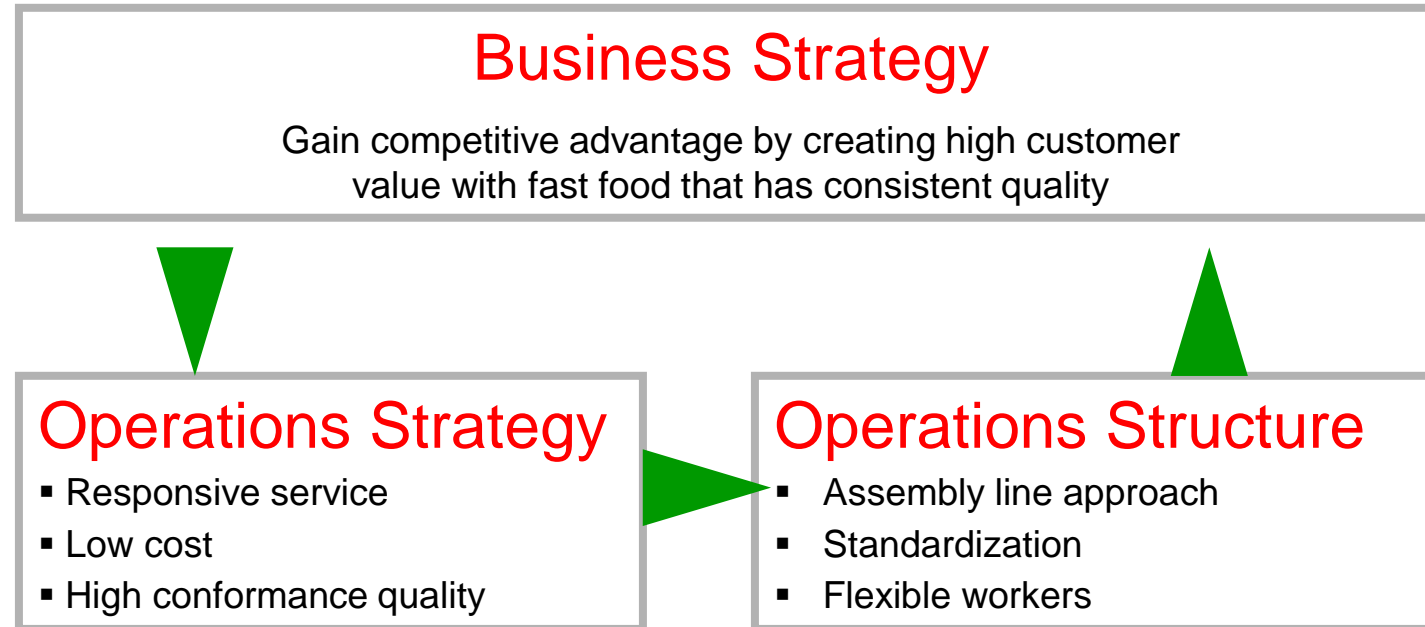 Business Strategy
Gain competitive advantage by creating high customer
value with fast food that has consistent quality
Operations Strategy
▪ Responsive service
▪ Low cost
▪ High conformance quality
Operations Structure
▪ Assembly line approach
▪ Standardization
▪ Flexible workers